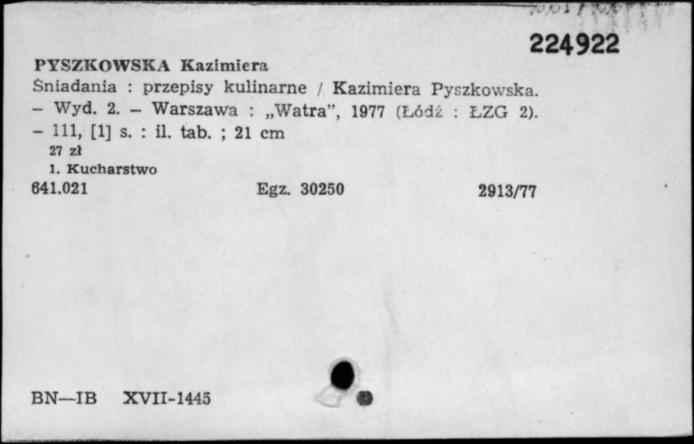 224922
PYSZKOWSKA Kazimiera
Śniadania : przepisy kulinarne / Kazimiera Pyszkowska.
– Wyd. 2. – Warszawa : „Watra”, 1977 (Łódź : ŁZG 2).
– 111, [1] s. : il. tab. ; 21 cm
27 zł
1. Kucharstwo
641.021 Egz. 30250 2913/77
BN—IB XVII-1445